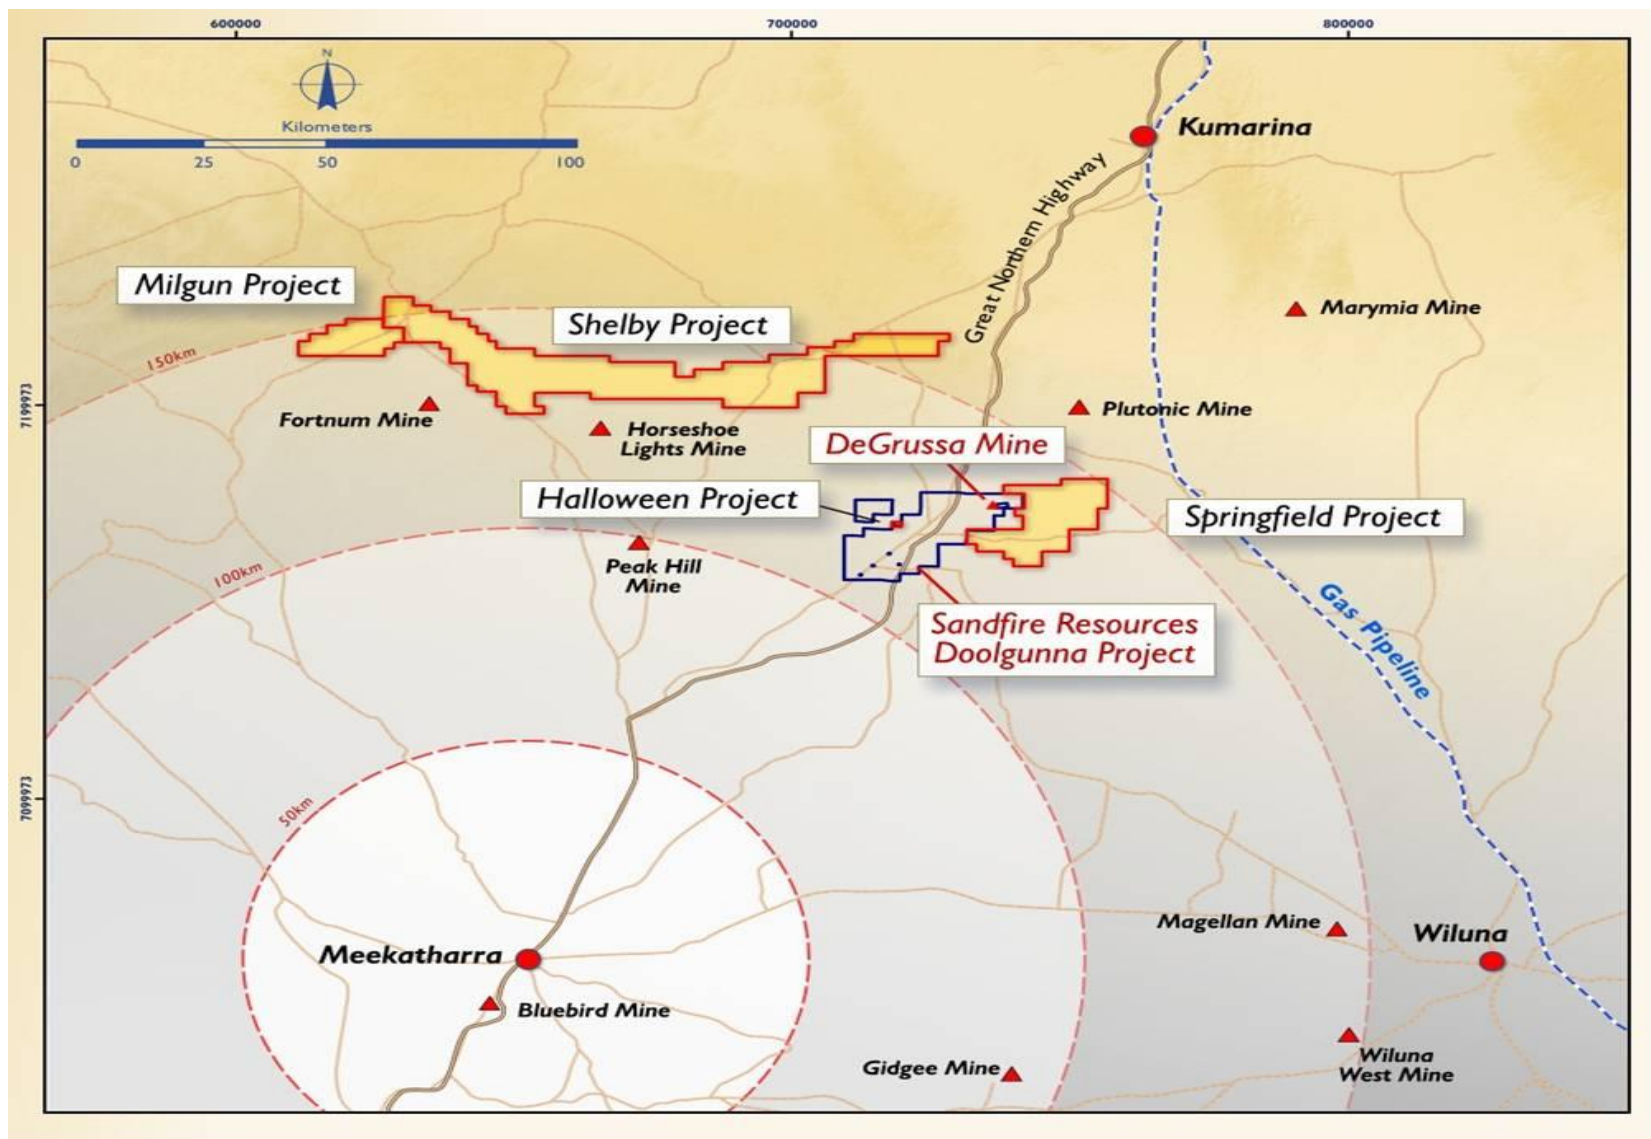 600000
700000
800000
N
Kilometers
0
25
50
100
Kumarina
Great Northern Highway
Milgun Project
Shelby Project
Marymia Mine
150km
7199973
Fortnum Mine
Horseshoe
Lights Mine
Plutonic Mine
DeGrussa Mine
Halloween Project
Springfield Project
100km
Peak Hill
Mine
Gas Pipeline
Sandfire Resources
Doolgunna Project
7099973
50km
Magellan Mine
Wiluna
Meekatharra
Bluebird Mine
Gidgee Mine
Wiluna
West Mine